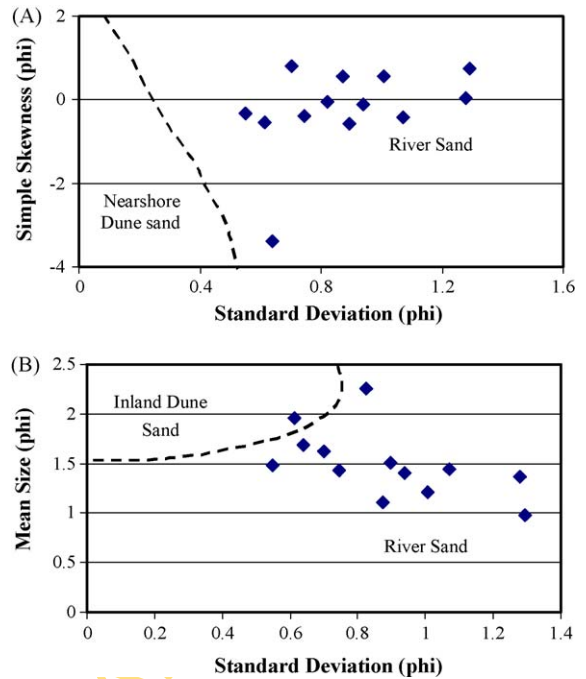 (A)
2
0
-2
-4
Simple Skewness (phi)
River Sand
Nearshore
Dune sand
0
0.4
0.8
1.2
1.6
Standard Deviation (phi)
(B)
2.5
2
1.5
1
0.5
0
Mean Size (phi)
Inland Dune
Sand
River Sand
0
0.2
0.4
0.6
0.8
1
1.2
1.4
Standard Deviation (phi)